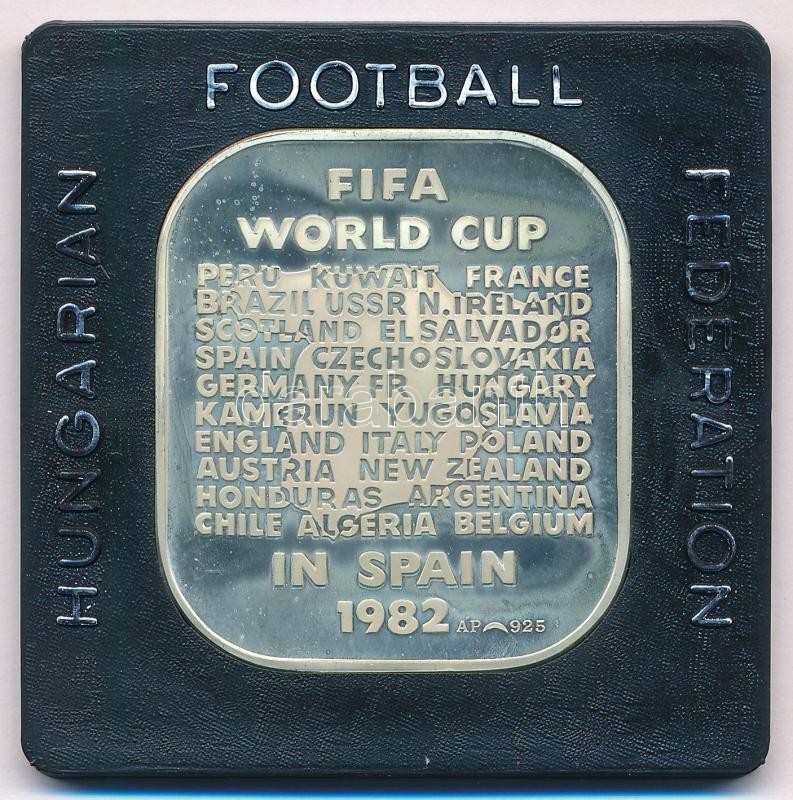 HUNGARIAN
FOOTBALL
FEDERATION
FIFA
WORLD CUP
PERU KUWAIT FRANCE
BRAZIL USSR N.IRELAND
SCOTLAND EL SALVADOR
SPAIN CZECHOSLOVAKIA
GERMANY FR. HUNGARY
KAMERUN YUGOSLAVIA
ENGLAND ITALY POLAND
AUSTRIA NEW ZEALAND
HONDURAS ARGENTINA
CHILE ALGERIA BELGIUM
IN SPAIN
1982 AP 925
darabanth